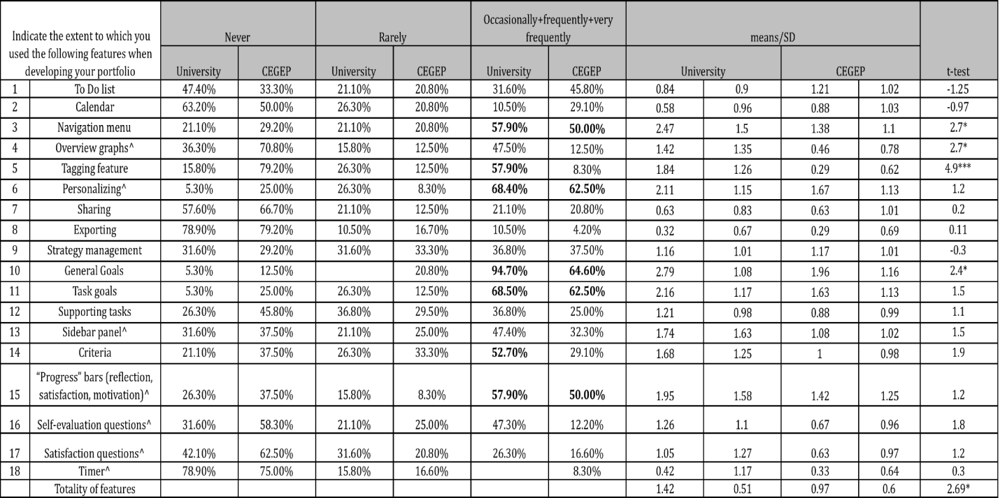 Indicate the extent to which you used the following features when developing your portfolio Never Rarely Occasionally+frequently+very frequently means/SD t-test
University CEGEP University CEGEP University CEGEP University CEGEP
1 To Do list 47.40% 33.30% 21.10% 20.80% 31.60% 45.80% 0.84 0.9 1.21 1.02 -1.25
2 Calendar 63.20% 50.00% 26.30% 20.80% 10.50% 29.10% 0.58 0.96 0.88 1.03 -0.97
3 Navigation menu 21.10% 29.20% 21.10% 20.80% 57.90% 50.00% 2.47 1.5 1.38 1.1 2.7*
4 Overview graphs^ 36.30% 70.80% 15.80% 12.50% 47.50% 12.50% 1.42 1.35 0.46 0.78 2.7*
5 Tagging feature 15.80% 79.20% 26.30% 12.50% 57.90% 8.30% 1.84 1.26 0.29 0.62 4.9***
6 Personalizing^ 5.30% 25.00% 26.30% 8.30% 68.40% 62.50% 2.11 1.15 1.67 1.13 1.2
7 Sharing 57.60% 66.70% 21.10% 12.50% 21.10% 20.80% 0.63 0.83 0.63 1.01 0.2
8 Exporting 78.90% 79.20% 10.50% 16.70% 10.50% 4.20% 0.32 0.67 0.29 0.69 0.11
9 Strategy management 31.60% 29.20% 31.60% 33.30% 36.80% 37.50% 1.16 1.01 1.17 1.01 -0.3
10 General Goals 5.30% 12.50% 20.80% 94.70% 64.60% 2.79 1.08 1.96 1.16 2.4*
11 Task goals 5.30% 25.00% 26.30% 12.50% 68.50% 62.50% 2.16 1.17 1.63 1.13 1.5
12 Supporting tasks 26.30% 45.80% 36.80% 29.50% 36.80% 25.00% 1.21 0.98 0.88 0.99 1.1
13 Sidebar panel^ 31.60% 37.50% 21.10% 25.00% 47.40% 32.30% 1.74 1.63 1.08 1.02 1.5
14 Criteria 21.10% 37.50% 26.30% 33.30% 52.70% 29.10% 1.68 1.25 1 0.98 1.9
15 “Progress” bars (reflection, satisfaction, motivation)^ 26.30% 37.50% 15.80% 8.30% 57.90% 50.00% 1.95 1.58 1.42 1.25 1.2
16 Self-evaluation questions^ 31.60% 58.30% 21.10% 25.00% 47.30% 12.20% 1.26 1.1 0.67 0.96 1.8
17 Satisfaction questions^ 42.10% 62.50% 31.60% 20.80% 26.30% 16.60% 1.05 1.27 0.63 0.97 1.2
18 Timer^ 78.90% 75.00% 15.80% 16.60% 8.30% 0.42 1.17 0.33 0.64 0.3
Totality of features 1.42 0.51 0.97 0.6 2.69*